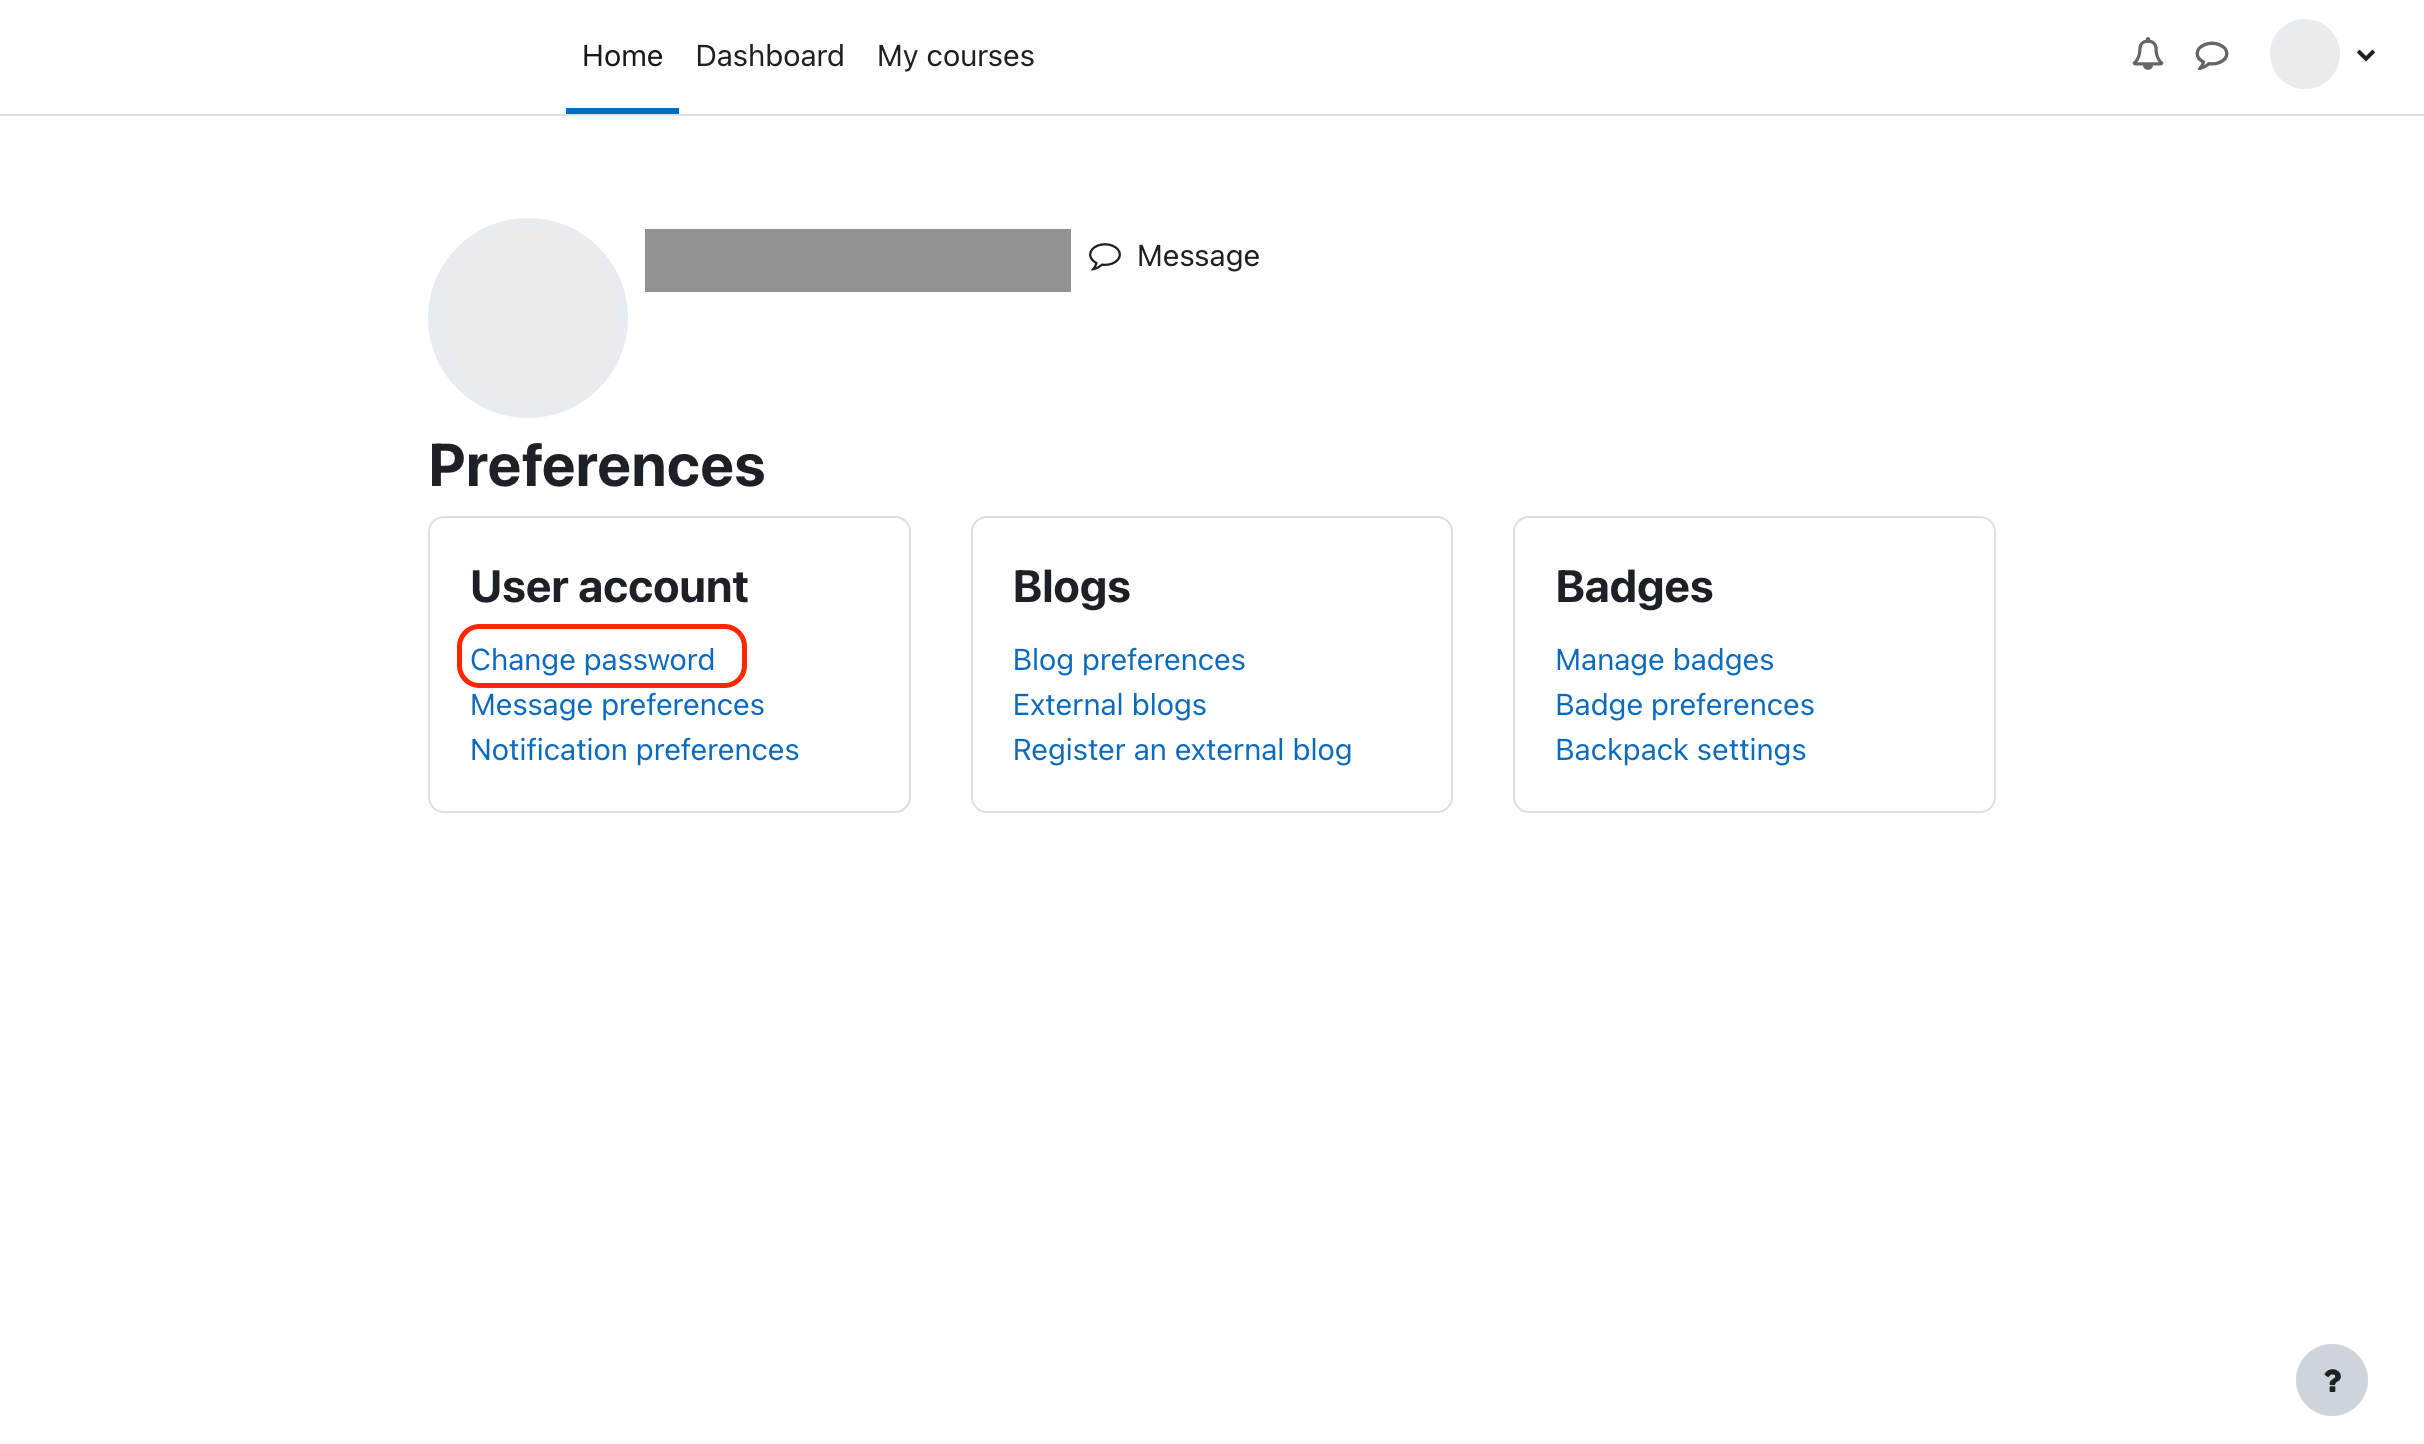 Home Dashboard My courses
Message
Preferences
User account
Change password
Message preferences
Notification preferences
Blogs
Blog preferences
External blogs
Register an external blog
Badges
Manage badges
Badge preferences
Backpack settings
?